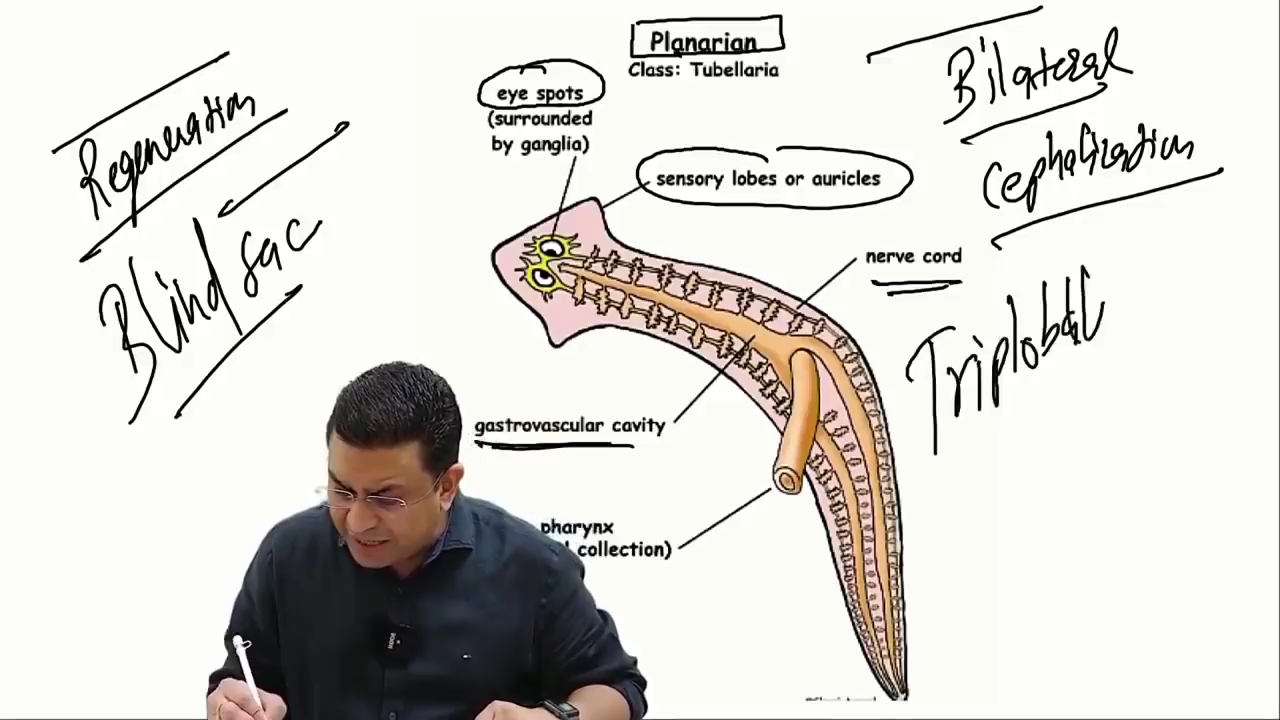 Planarian
Class: Tubellaria
eye spots
(surrounded
by ganglia)
sensory lobes or auricles
nerve cord
gastrovascular cavity
pharynx
collection)
Regeneration
Blind sac
Bilateral
Cephalization